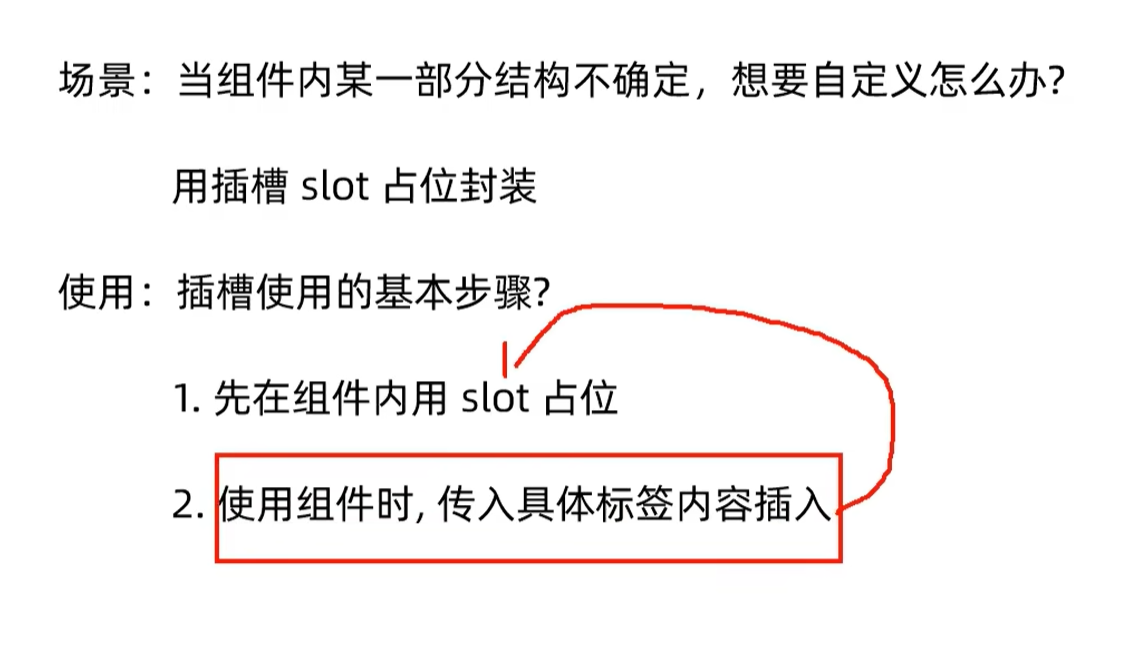 场景：当组件内某一部分结构不确定，想要自定义怎么办?
用插槽 slot 占位封装
使用：插槽使用的基本步骤?
1. 先在组件内用 slot 占位
2. 使用组件时, 传入具体标签内容插入